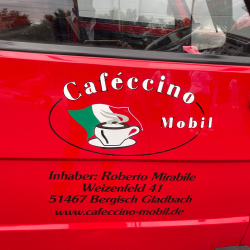 Caféccino
Mobil
Inhaber: Roberto Mirabile
Weizenfeld 41
51467 Bergisch Gladbach
www.cafeccino-mobil.de